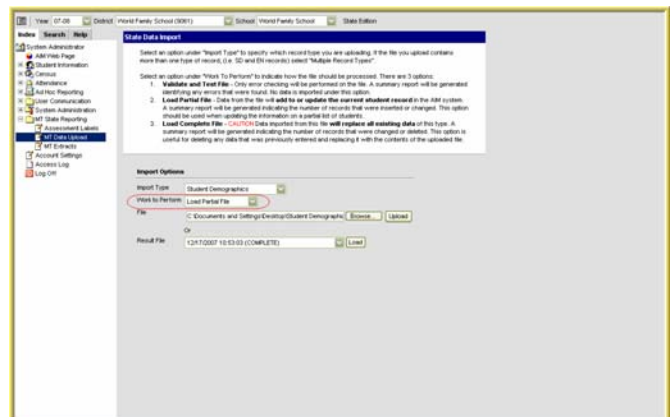 Year 07-08 District World Family School (9081) School World Family School State Edition
Index Search Help
System Administrator
AIM Web Page
Student Information
Census
Attendance
Ad Hoc Reporting
User Communication
System Administration
MT State Reporting
Assessment Labels
MT Data Upload
MT Extracts
Account Settings
Access Log
Log Off
State Data Import
Select an option under "Import Type" to specify which record type you are uploading. If the file you upload contains
more than one type of record, (i.e. SD and EN records) select "Multiple Record Types".
Select an option under "Work To Perform" to indicate how the file should be processed. There are 3 options:
1. Validate and Test File - Only error checking will be performed on the file. A summary report will be generated
identifying any errors that were found. No data is imported under this option.
2. Load Partial File - Data from the file will add to or update the current student record in the AIM system.
A summary report will be generated indicating the number of records that were inserted or changed. This option
should be used when updating the information on a partial list of students.
3. Load Complete File - CAUTION Data imported from this file will replace all existing data of this type. A
summary report will be generated indicating the number of records that were changed or deleted. This option is
useful for deleting any data that was previously entered and replacing it with the contents of the uploaded file.
Import Options
Import Type Student Demographics
Work to Perform Load Partial File
File C:\Documents and Settings\Desktop\Student Demographi Browse... Upload
Or
Result File 12/17/2007 10:53:03 (COMPLETE) Load